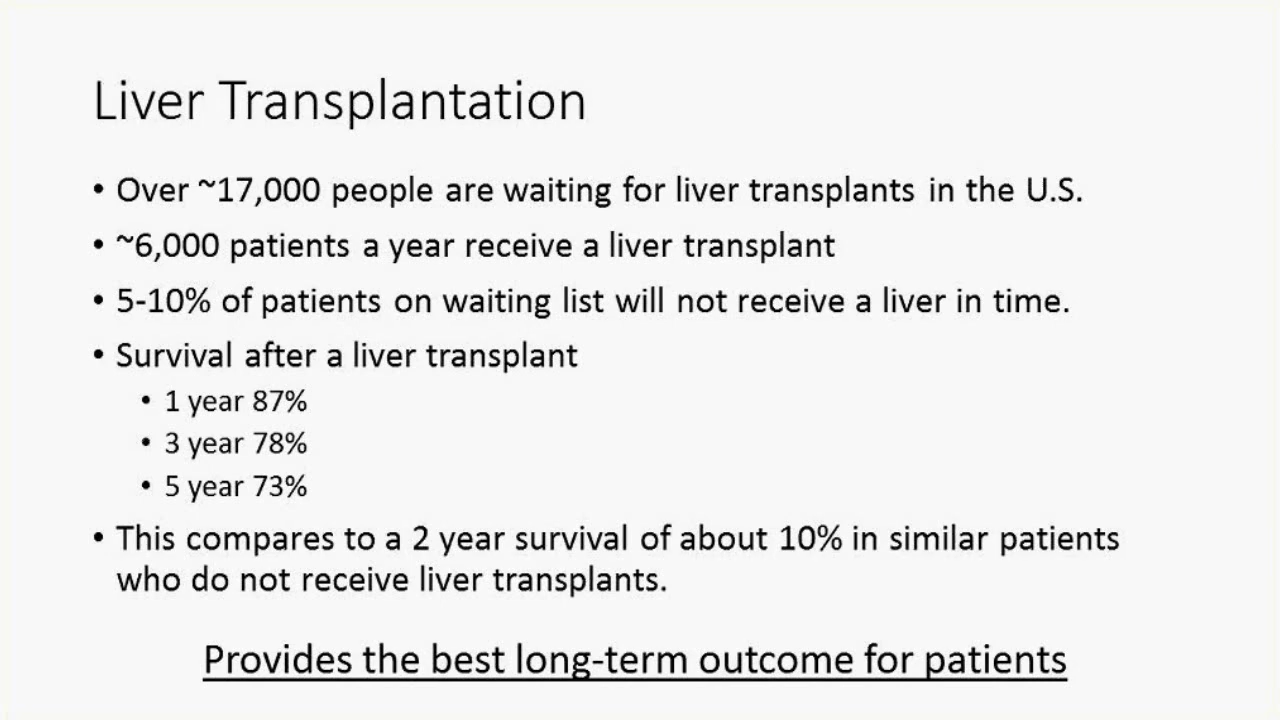 Liver Transplantation
• Over ~17,000 people are waiting for liver transplants in the U.S.
• ~6,000 patients a year receive a liver transplant
• 5-10% of patients on waiting list will not receive a liver in time.
• Survival after a liver transplant
• 1 year 87%
• 3 year 78%
• 5 year 73%
• This compares to a 2 year survival of about 10% in similar patients
who do not receive liver transplants.
Provides the best long-term outcome for patients